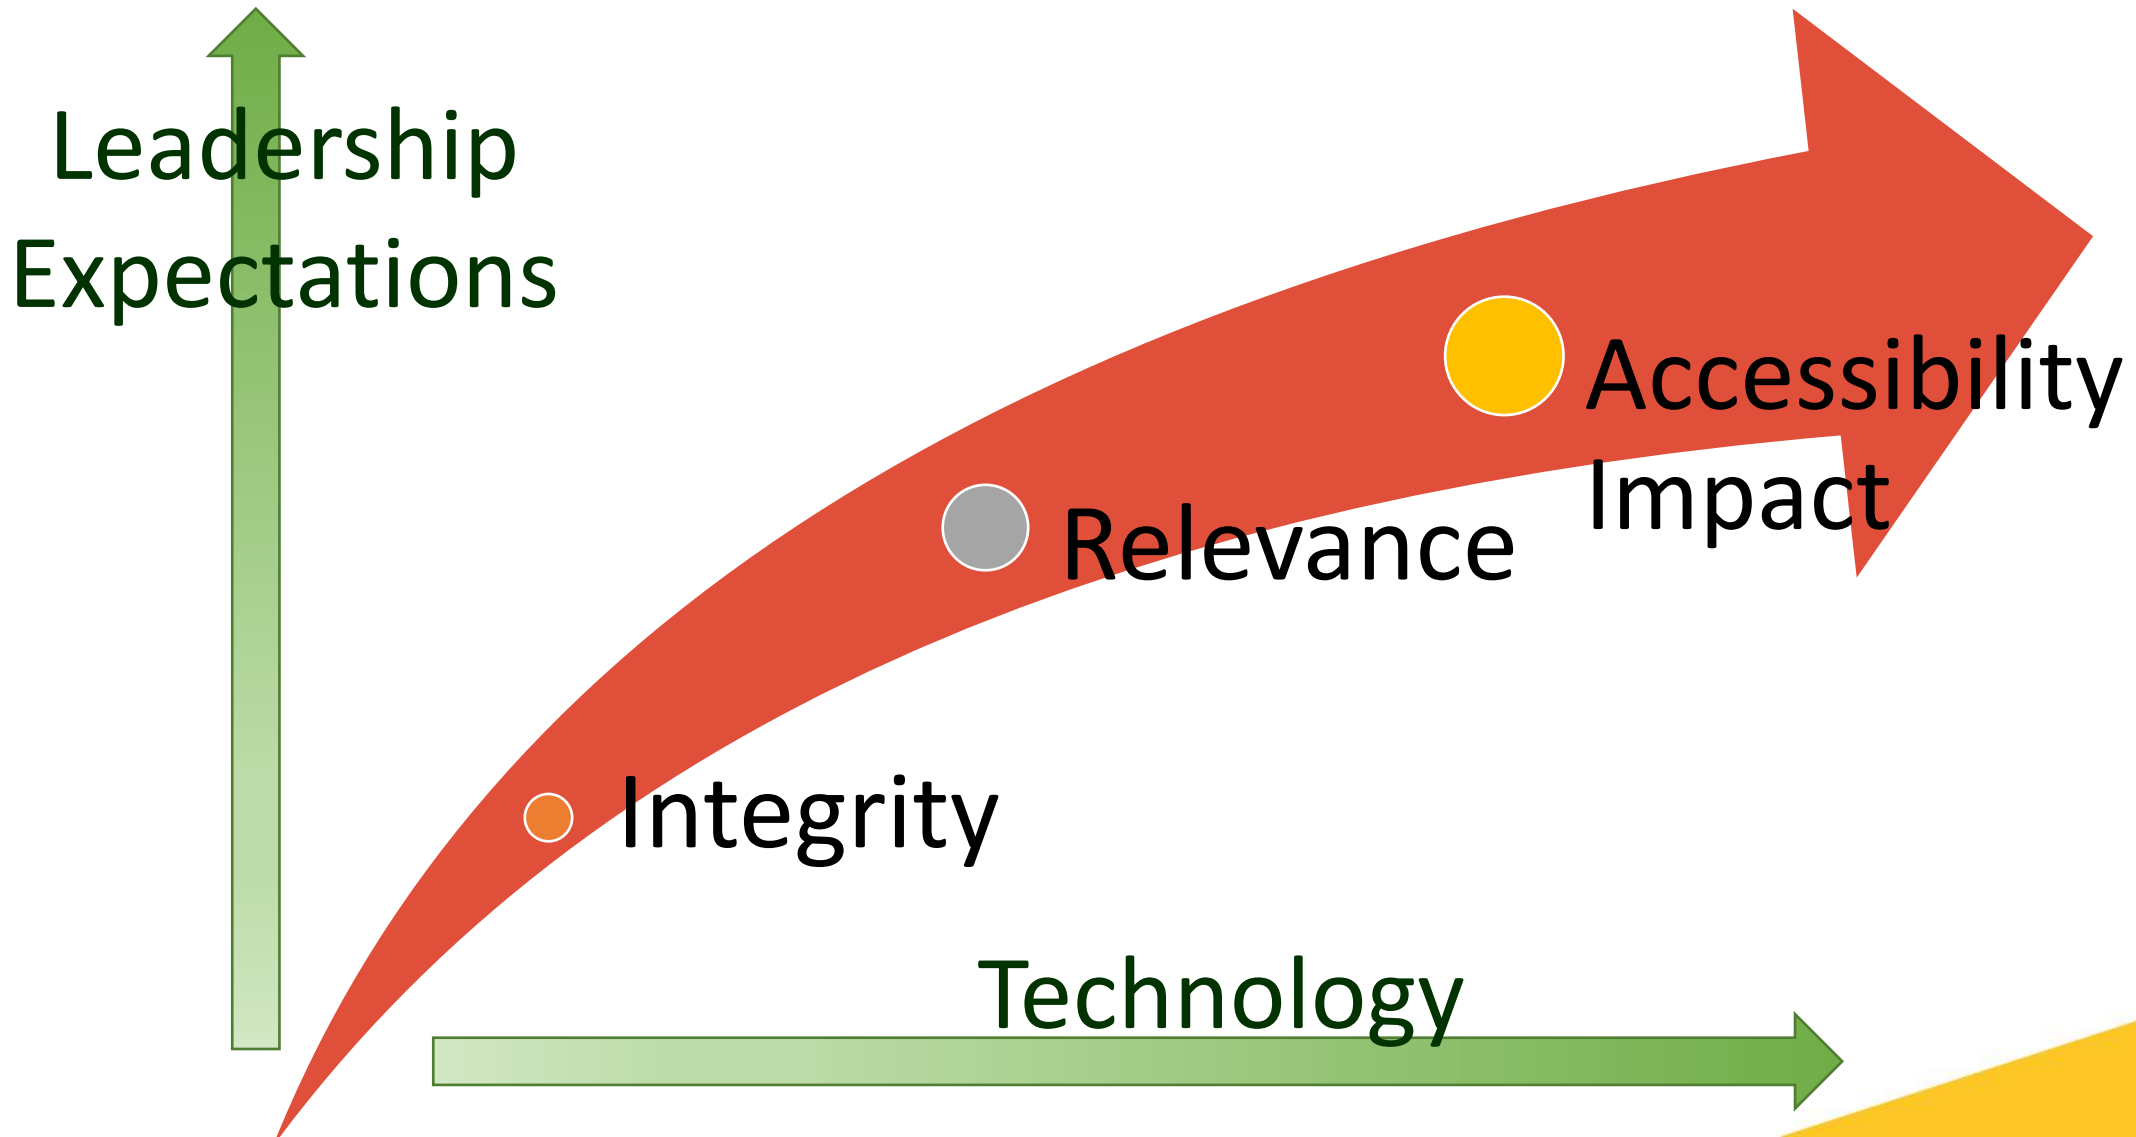 Leadership
Expectations
Accessibility
Impact
Relevance
Integrity
Technology